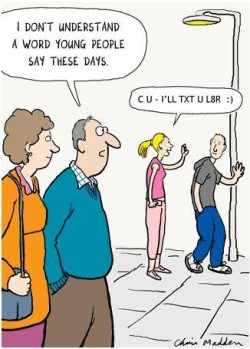 I DON'T UNDERSTAND
A WORD YOUNG PEOPLE
SAY THESE DAYS.
C U - I'LL TXT U L8R :)
Chris Madden